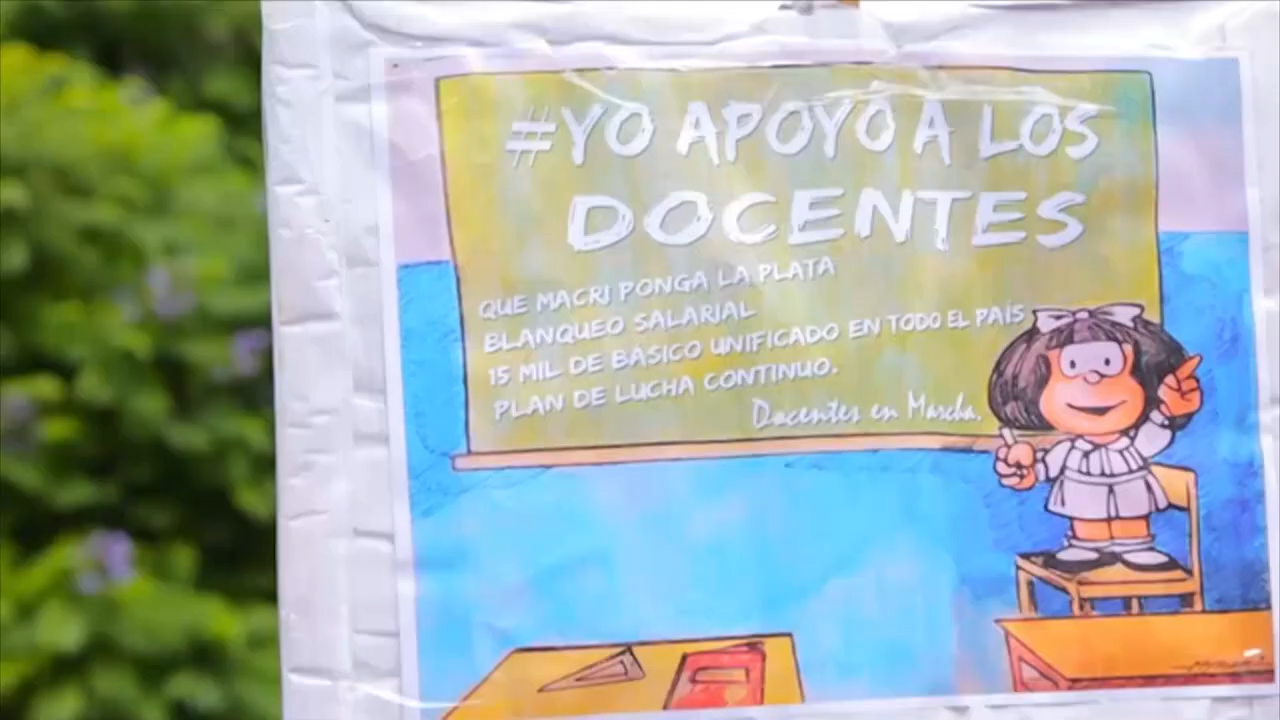 #YO APOYO A LOS
DOCENTES
QUE MACRI PONGA LA PLATA
BLANQUEO SALARIAL
15 MIL DE BASICO UNIFICADO EN TODO EL PAÍS
PLAN DE LUCHA CONTINUO.
Docentes en Marcha.